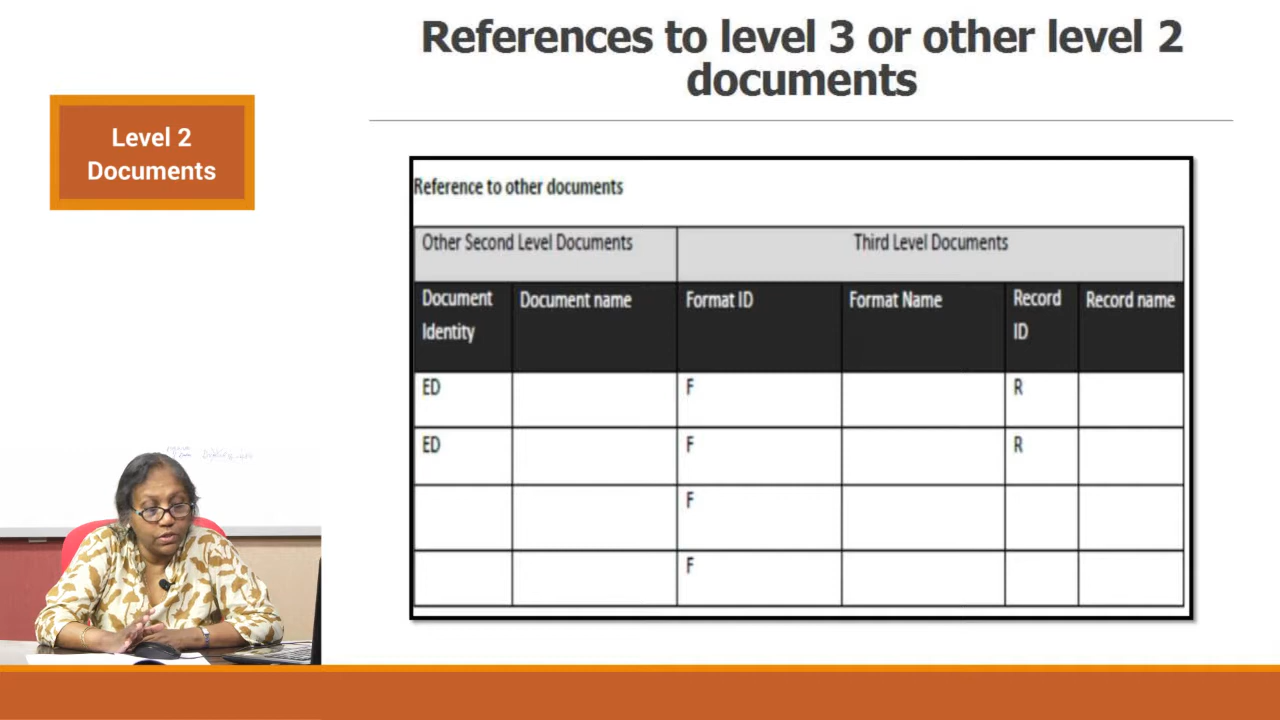 References to level 3 or other level 2
documents
Level 2
Documents
Reference to other documents
Other Second Level Documents Third Level Documents
Document Identity Document name Format ID Format Name Record ID Record name
ED F R
ED F R
F
F